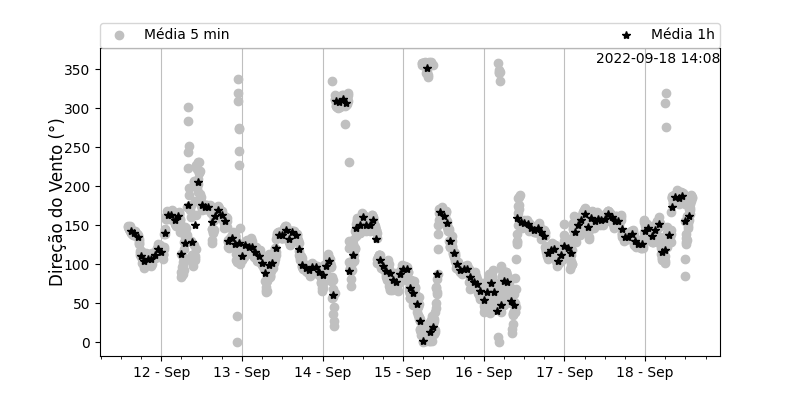 Média 5 min
Média 1h
2022-09-18 14:08
Direção do Vento (°)
350
300
250
200
150
100
50
0
12 - Sep
13 - Sep
14 - Sep
15 - Sep
16 - Sep
17 - Sep
18 - Sep